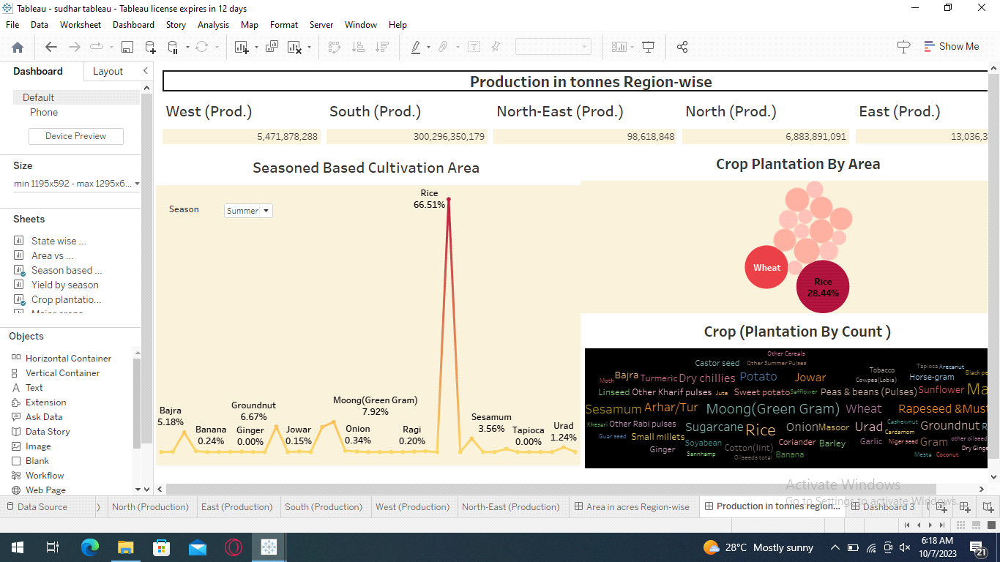 Tableau - sudhar tableau - Tableau license expires in 12 days
File Data Worksheet Dashboard Story Analysis Map Format Server Window Help
Show Me
Dashboard Layout
Default
Phone
Device Preview
Size
min 1195x592 - max 1295x6...
Sheets
State wise ...
Area vs ...
Season based ...
Yield by season
Crop plantatio...
Objects
Horizontal Container
Vertical Container
Text
Extension
Ask Data
Data Story
Image
Blank
Workflow
Web Page
Production in tonnes Region-wise
West (Prod.) South (Prod.) North-East (Prod.) North (Prod.) East (Prod.)
5,471,878,288 300,296,350,179 98,618,848 6,883,891,091 13,036,3
Seasoned Based Cultivation Area
Season Summer
Rice
66.51%
Bajra
5.18%
Banana
0.24%
Groundnut
6.67%
Ginger
0.00%
Jowar
0.15%
Moong(Green Gram)
7.92%
Onion
0.34%
Ragi
0.20%
Sesamum
3.56%
Tapioca
0.00%
Urad
1.24%
Crop Plantation By Area
Wheat
Rice
28.44%
Crop (Plantation By Count )
Other Cereals
Castor seed Other Summer Pulses Tobacco Tapioca Arecanut
Moth Bajra Turmeric Dry chillies Potato Jowar Cowpea(Lobia) Horse-gram Black pe
Linseed Other Kharif pulses Jute Sweet potato Safflower Peas & beans (Pulses) Sunflower Ma
Sesamum Arhar/Tur Moong(Green Gram) Wheat Rapeseed &Must
Khesari Other Rabi pulses Sugarcane Rice Onion Masoor Urad Cashewnut Groundnut R
Guar seed Small millets Cardamom
Ginger Soyabean Cotton(lint) Coriander Barley Garlic Niger seed Gram other oilseed
Sannhamp Oilseeds total Banana Mesta Coconut Dry Ginge
Activate Windows
Go to Settings to activate Windows.
Data Source ) North (Production) East (Production) South (Production) West (Production) North-East (Production) Area in acres Region-wise Production in tonnes region... Dashboard 3
28°C Mostly sunny 6:18 AM
10/7/2023
21